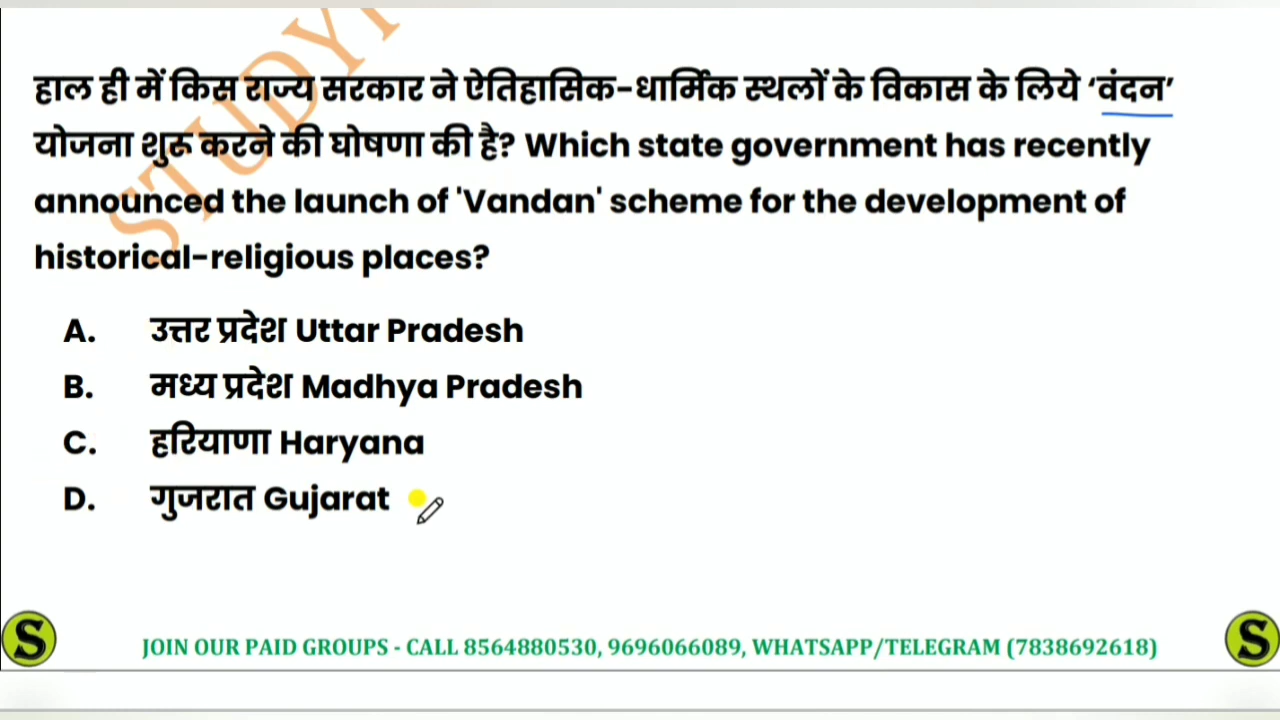 हाल ही में किस राज्य सरकार ने ऐतिहासिक-धार्मिक स्थलों के विकास के लिये ‘वंदन’
योजना शुरू करने की घोषणा की है? Which state government has recently
announced the launch of 'Vandan' scheme for the development of
historical-religious places?
A. उत्तर प्रदेश Uttar Pradesh
B. मध्य प्रदेश Madhya Pradesh
C. हरियाणा Haryana
D. गुजरात Gujarat
S JOIN OUR PAID GROUPS - CALL 8564880530, 9696066089, WHATSAPP/TELEGRAM (7838692618) S